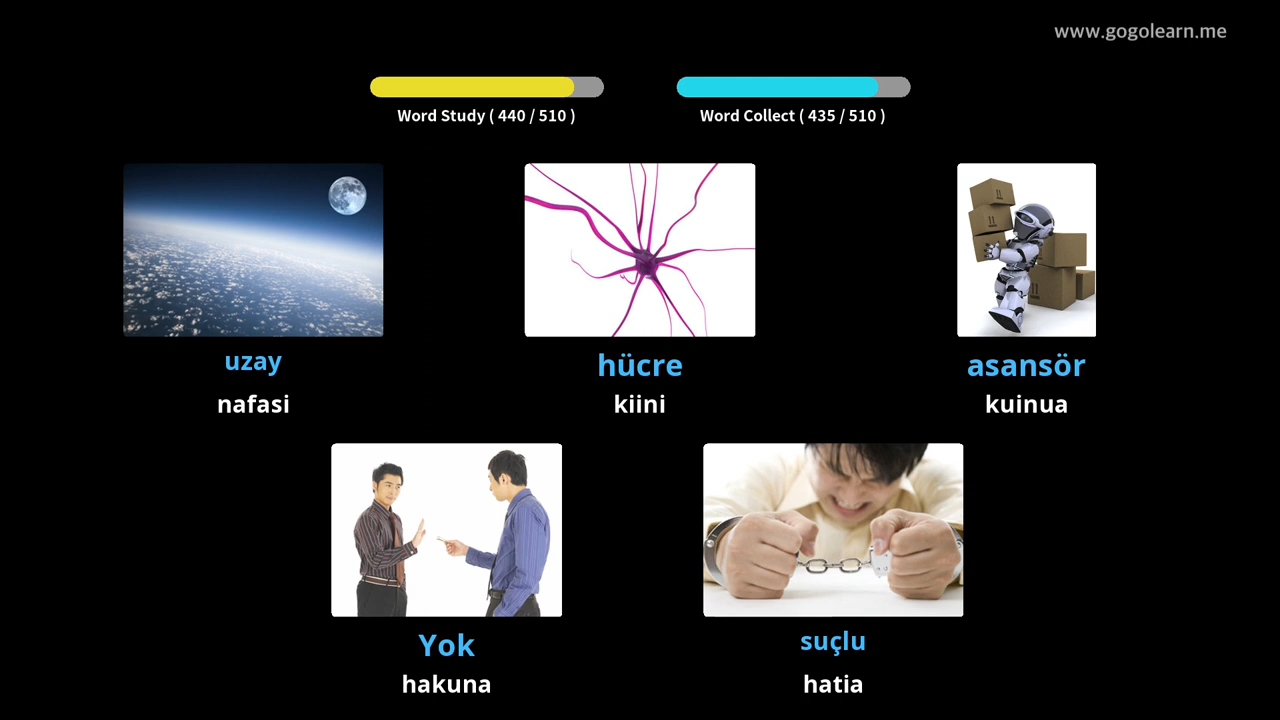 www.gogolearn.me
Word Study ( 440 / 510 )
Word Collect ( 435 / 510 )
uzay
nafasi
hücre
kiini
asansör
kuinua
Yok
hakuna
suçlu
hatia